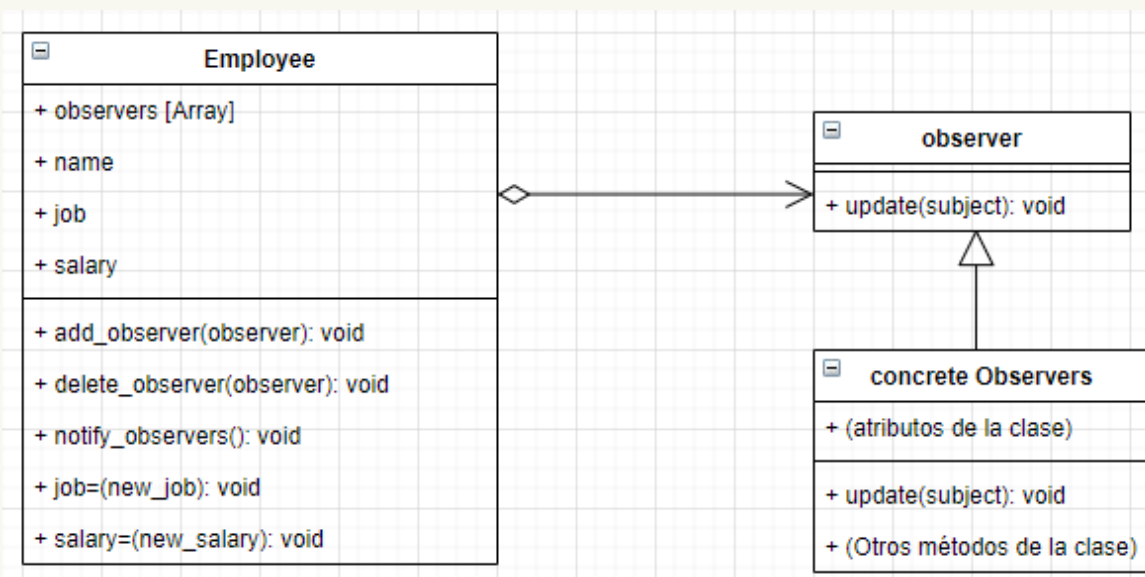 Employee
+ observers [Array]
+ name
+ job
+ salary
+ add_observer(observer): void
+ delete_observer(observer): void
+ notify_observers(): void
+ job=(new_job): void
+ salary=(new_salary): void
observer
+ update(subject): void
concrete Observers
+ (atributos de la clase)
+ update(subject): void
+ (Otros métodos de la clase)